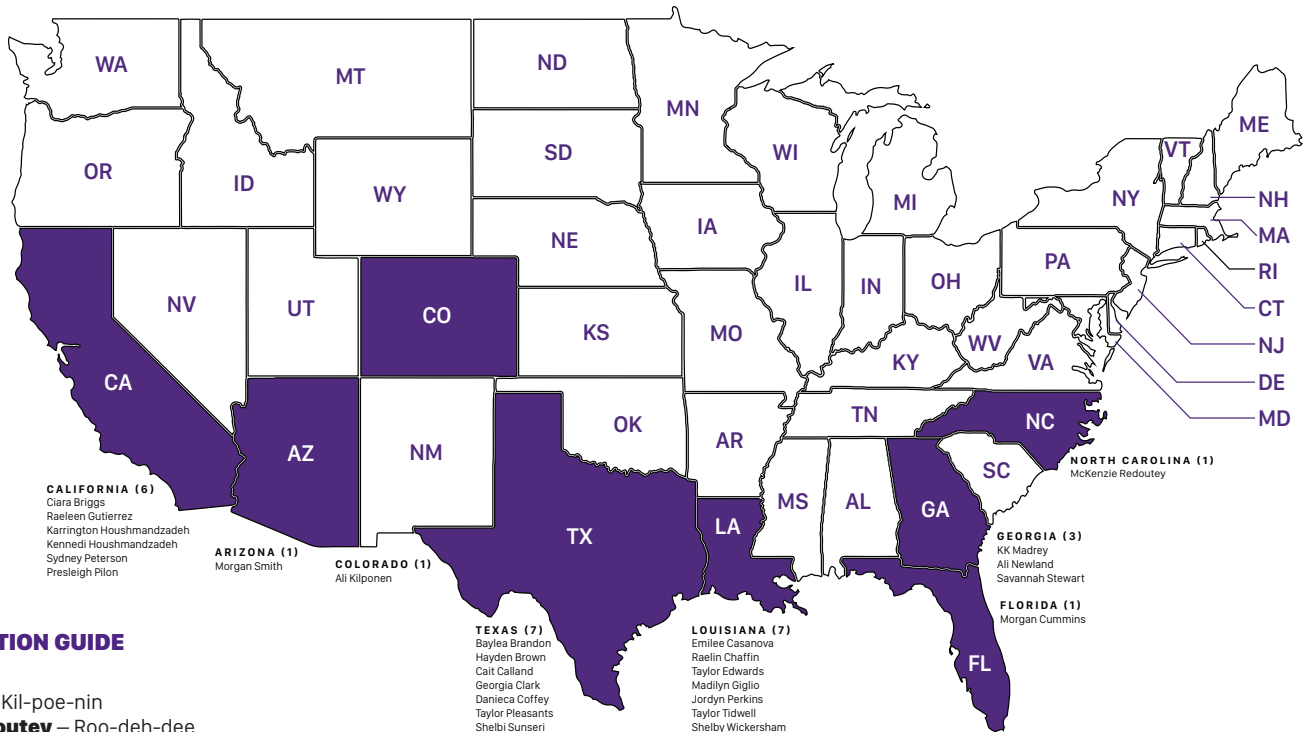 WA
MT
ND
MN
OR
ID
WY
SD
WI
MI
NY
VT
ME
NH
MA
RI
CT
NJ
DE
MD
NE
IA
PA
NV
UT
CO
KS
MO
IL
IN
OH
WV
VA
KY
CA
AZ
NM
OK
AR
TN
NC
SC
MS
AL
GA
TX
LA
FL
CALIFORNIA (6)
Ciara Briggs
Raeleen Gutierrez
Karrington Houshmandzadeh
Kennedi Houshmandzadeh
Sydney Peterson
Presleigh Pilon
ARIZONA (1)
Morgan Smith
COLORADO (1)
Ali Kilponen
TEXAS (7)
Baylea Brandon
Hayden Brown
Cait Calland
Georgia Clark
Danieca Coffey
Taylor Pleasants
Shelbi Sunseri
LOUISIANA (7)
Emilee Casanova
Raelin Chaffin
Taylor Edwards
Madilyn Giglio
Jordyn Perkins
Taylor Tidwell
Shelby Wickersham
NORTH CAROLINA (1)
McKenzie Redoutey
GEORGIA (3)
KK Madrey
Ali Newland
Savannah Stewart
FLORIDA (1)
Morgan Cummins
TION GUIDE
Kil-poe-nin
outey – Roo-deh-dee